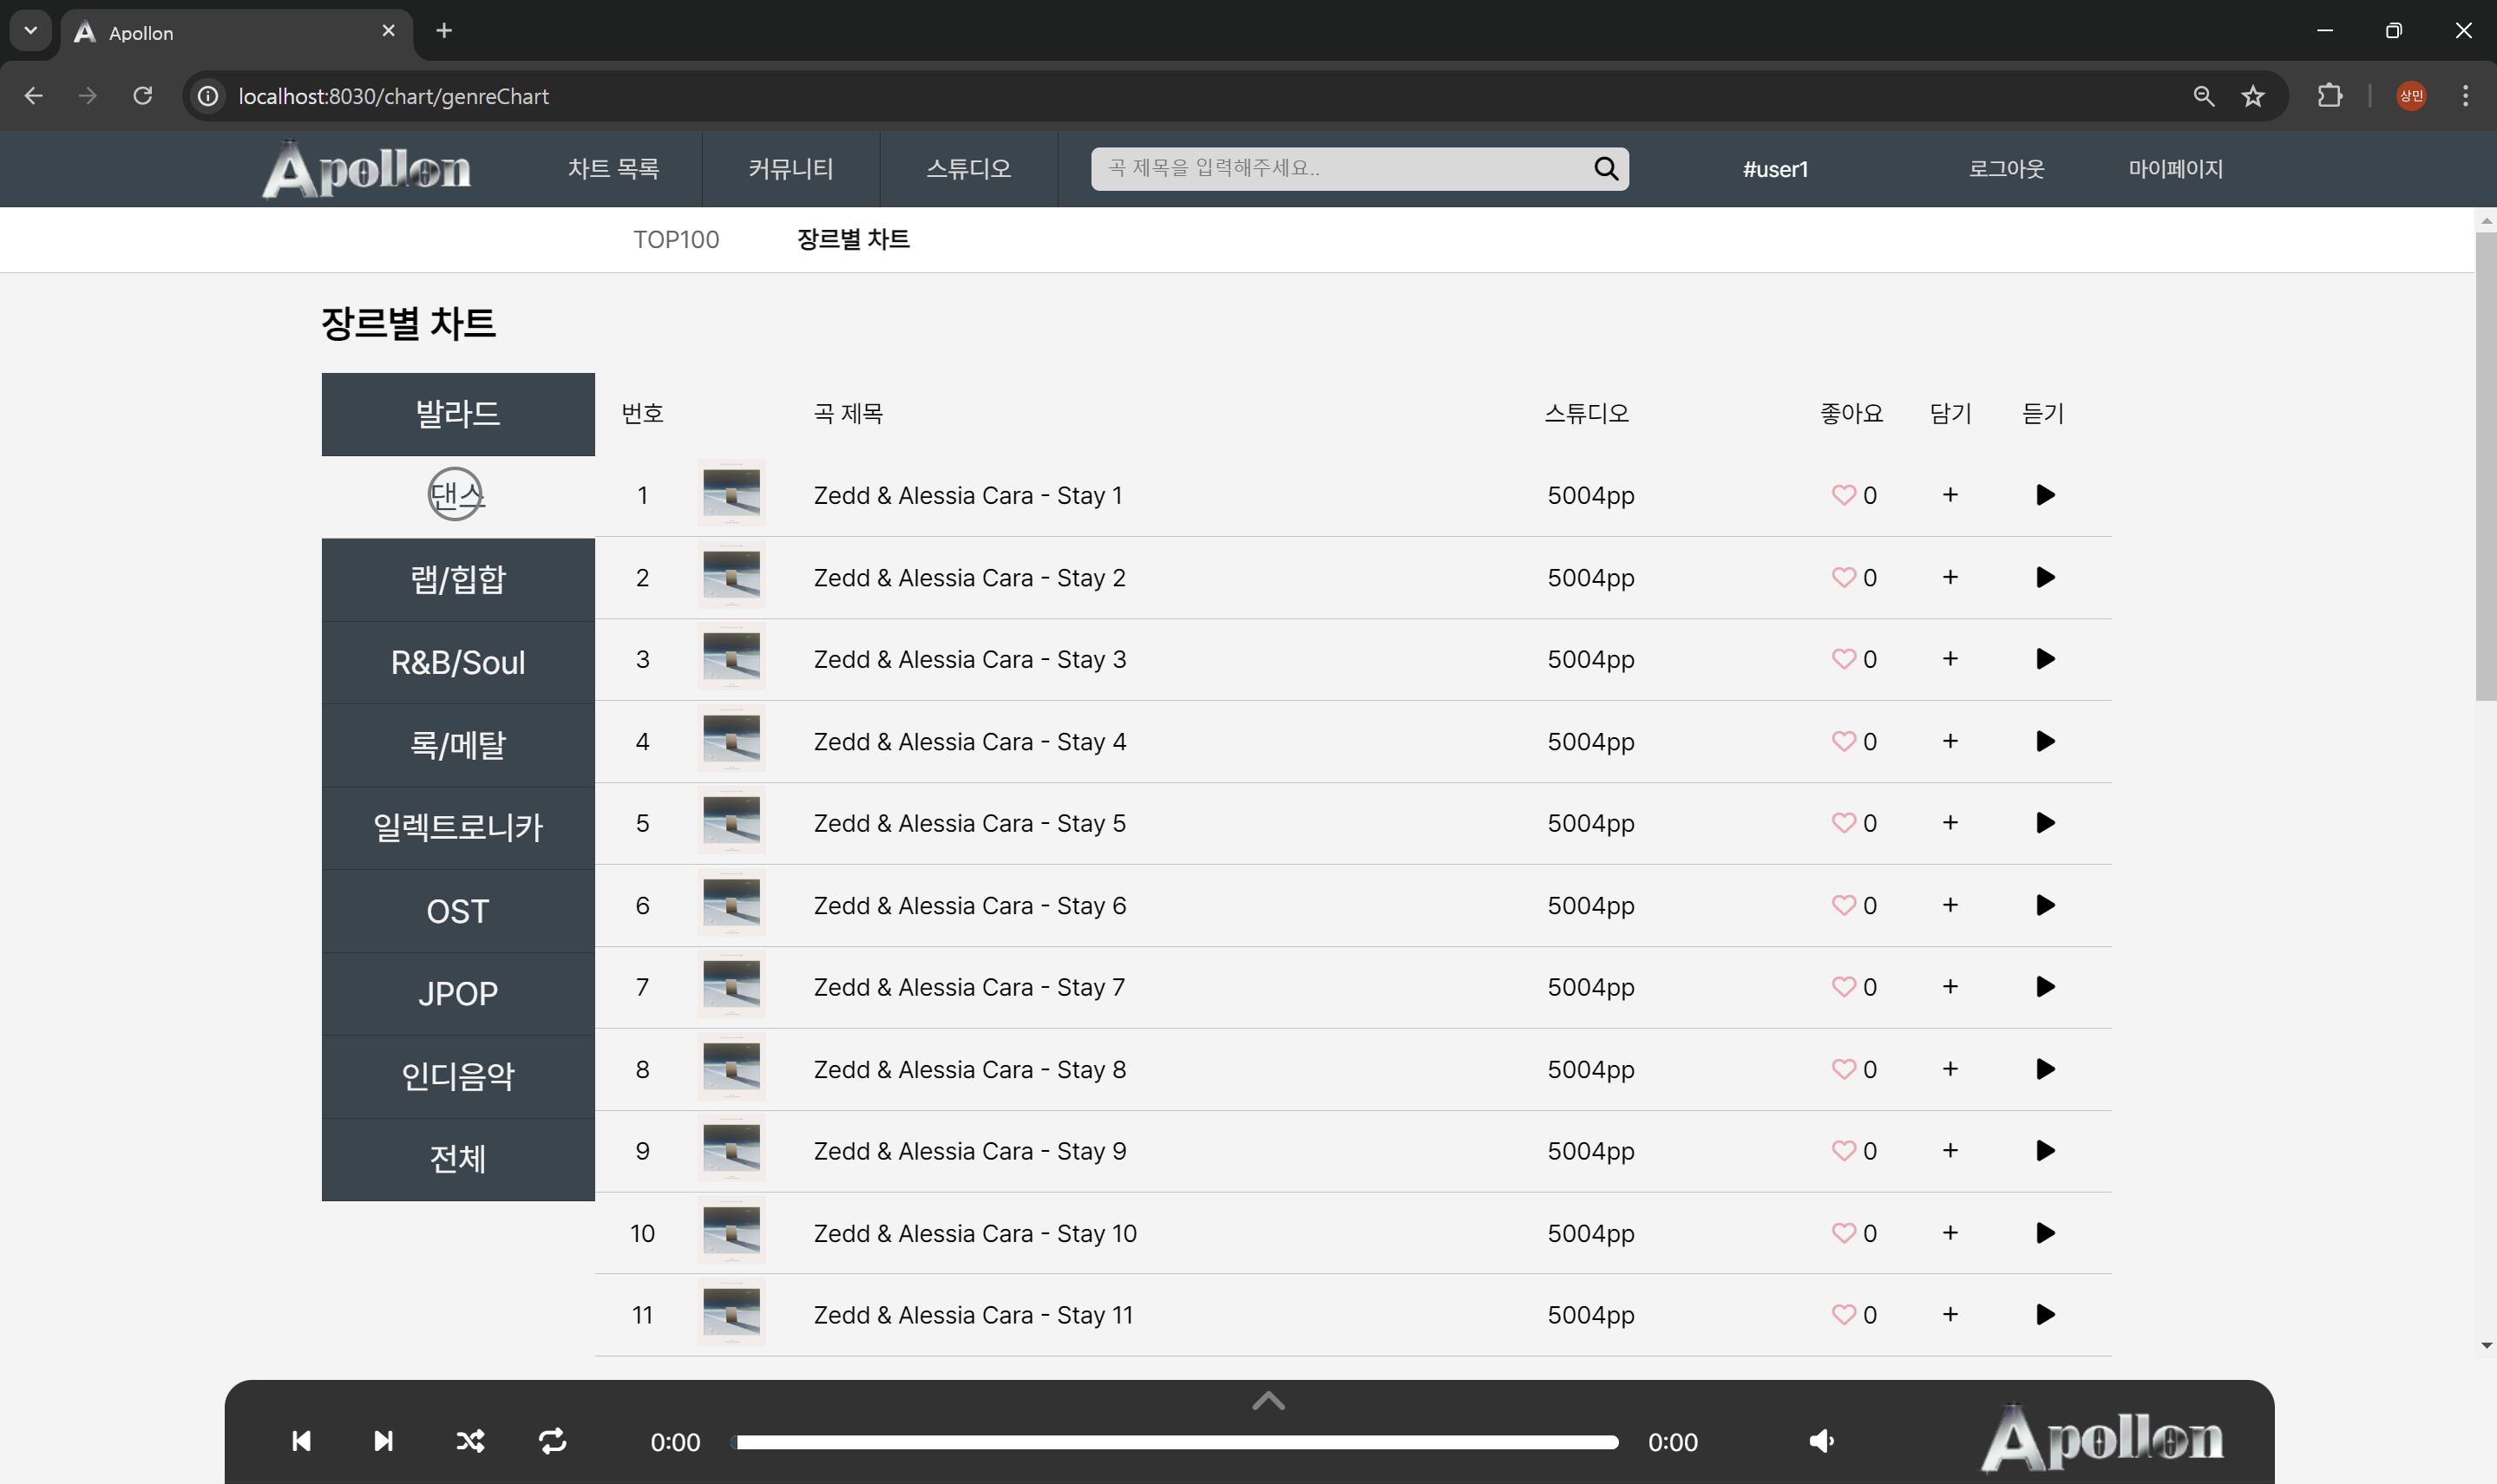 Apollon
localhost:8030/chart/genreChart
상민
Apollon
차트 목록
커뮤니티
스튜디오
곡 제목을 입력해주세요..
#user1
로그아웃
마이페이지
TOP100
장르별 차트
장르별 차트
발라드
댄스
랩/힙합
R&B/Soul
록/메탈
일렉트로니카
OST
JPOP
인디음악
전체
번호 곡 제목 스튜디오 좋아요 담기 듣기
1 Zedd & Alessia Cara - Stay 1 5004pp 0 +
2 Zedd & Alessia Cara - Stay 2 5004pp 0 +
3 Zedd & Alessia Cara - Stay 3 5004pp 0 +
4 Zedd & Alessia Cara - Stay 4 5004pp 0 +
5 Zedd & Alessia Cara - Stay 5 5004pp 0 +
6 Zedd & Alessia Cara - Stay 6 5004pp 0 +
7 Zedd & Alessia Cara - Stay 7 5004pp 0 +
8 Zedd & Alessia Cara - Stay 8 5004pp 0 +
9 Zedd & Alessia Cara - Stay 9 5004pp 0 +
10 Zedd & Alessia Cara - Stay 10 5004pp 0 +
11 Zedd & Alessia Cara - Stay 11 5004pp 0 +
0:00
0:00
Apollon